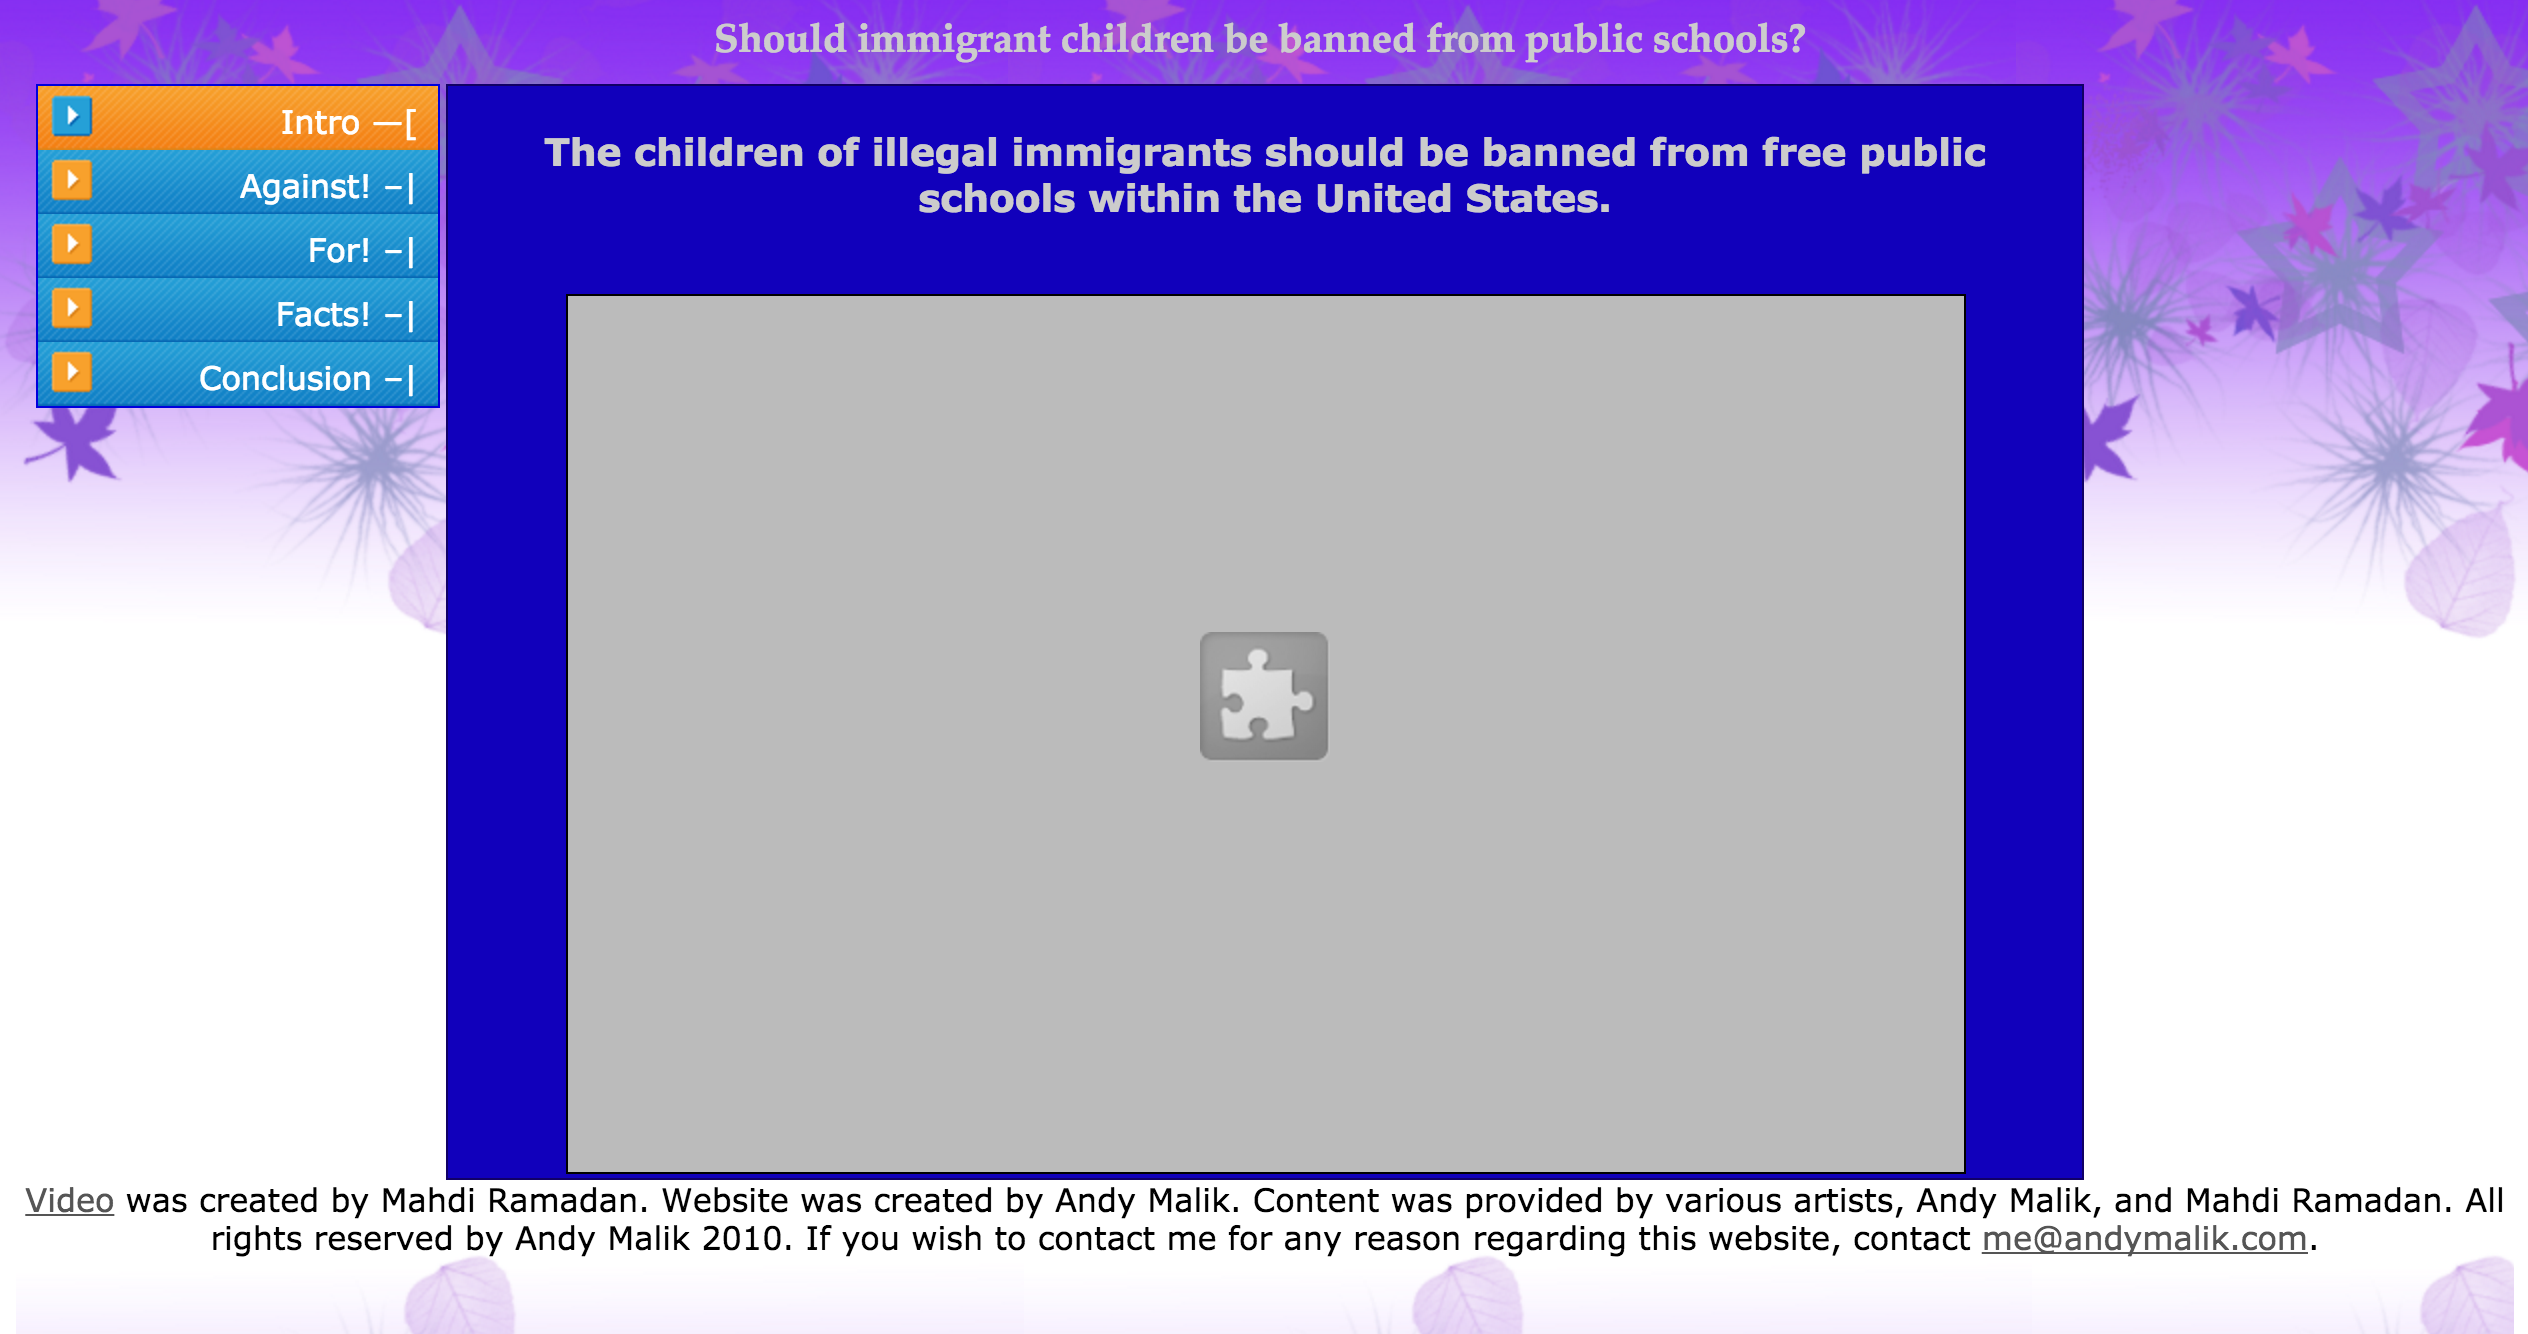 Should immigrant children be banned from public schools?
Intro —[
Against! –|
For! –|
Facts! –|
Conclusion –|
The children of illegal immigrants should be banned from free public
schools within the United States.
Video was created by Mahdi Ramadan. Website was created by Andy Malik. Content was provided by various artists, Andy Malik, and Mahdi Ramadan. All
rights reserved by Andy Malik 2010. If you wish to contact me for any reason regarding this website, contact me@andymalik.com.